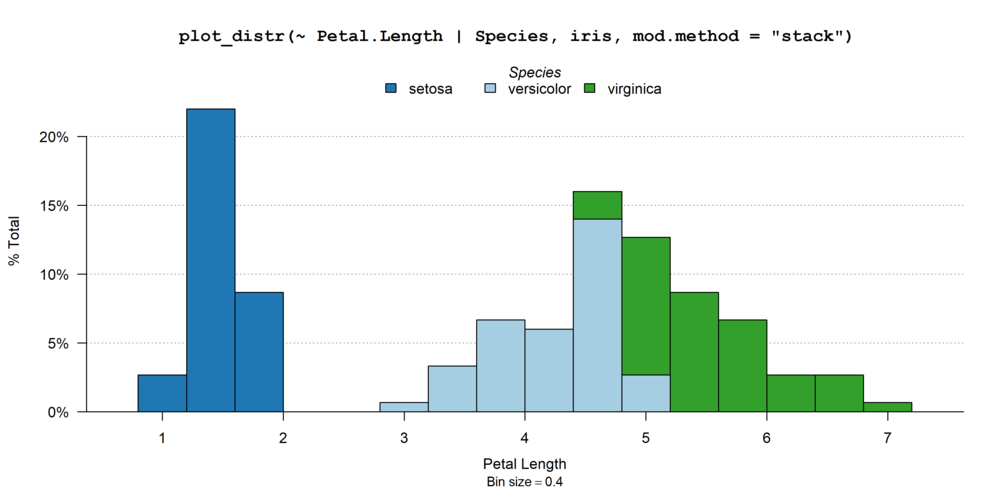 plot_distr(~ Petal.Length | Species, iris, mod.method = "stack")
Species
setosa versicolor virginica
20%
15%
10%
5%
0%
% Total
1 2 3 4 5 6 7
Petal Length
Bin size = 0.4